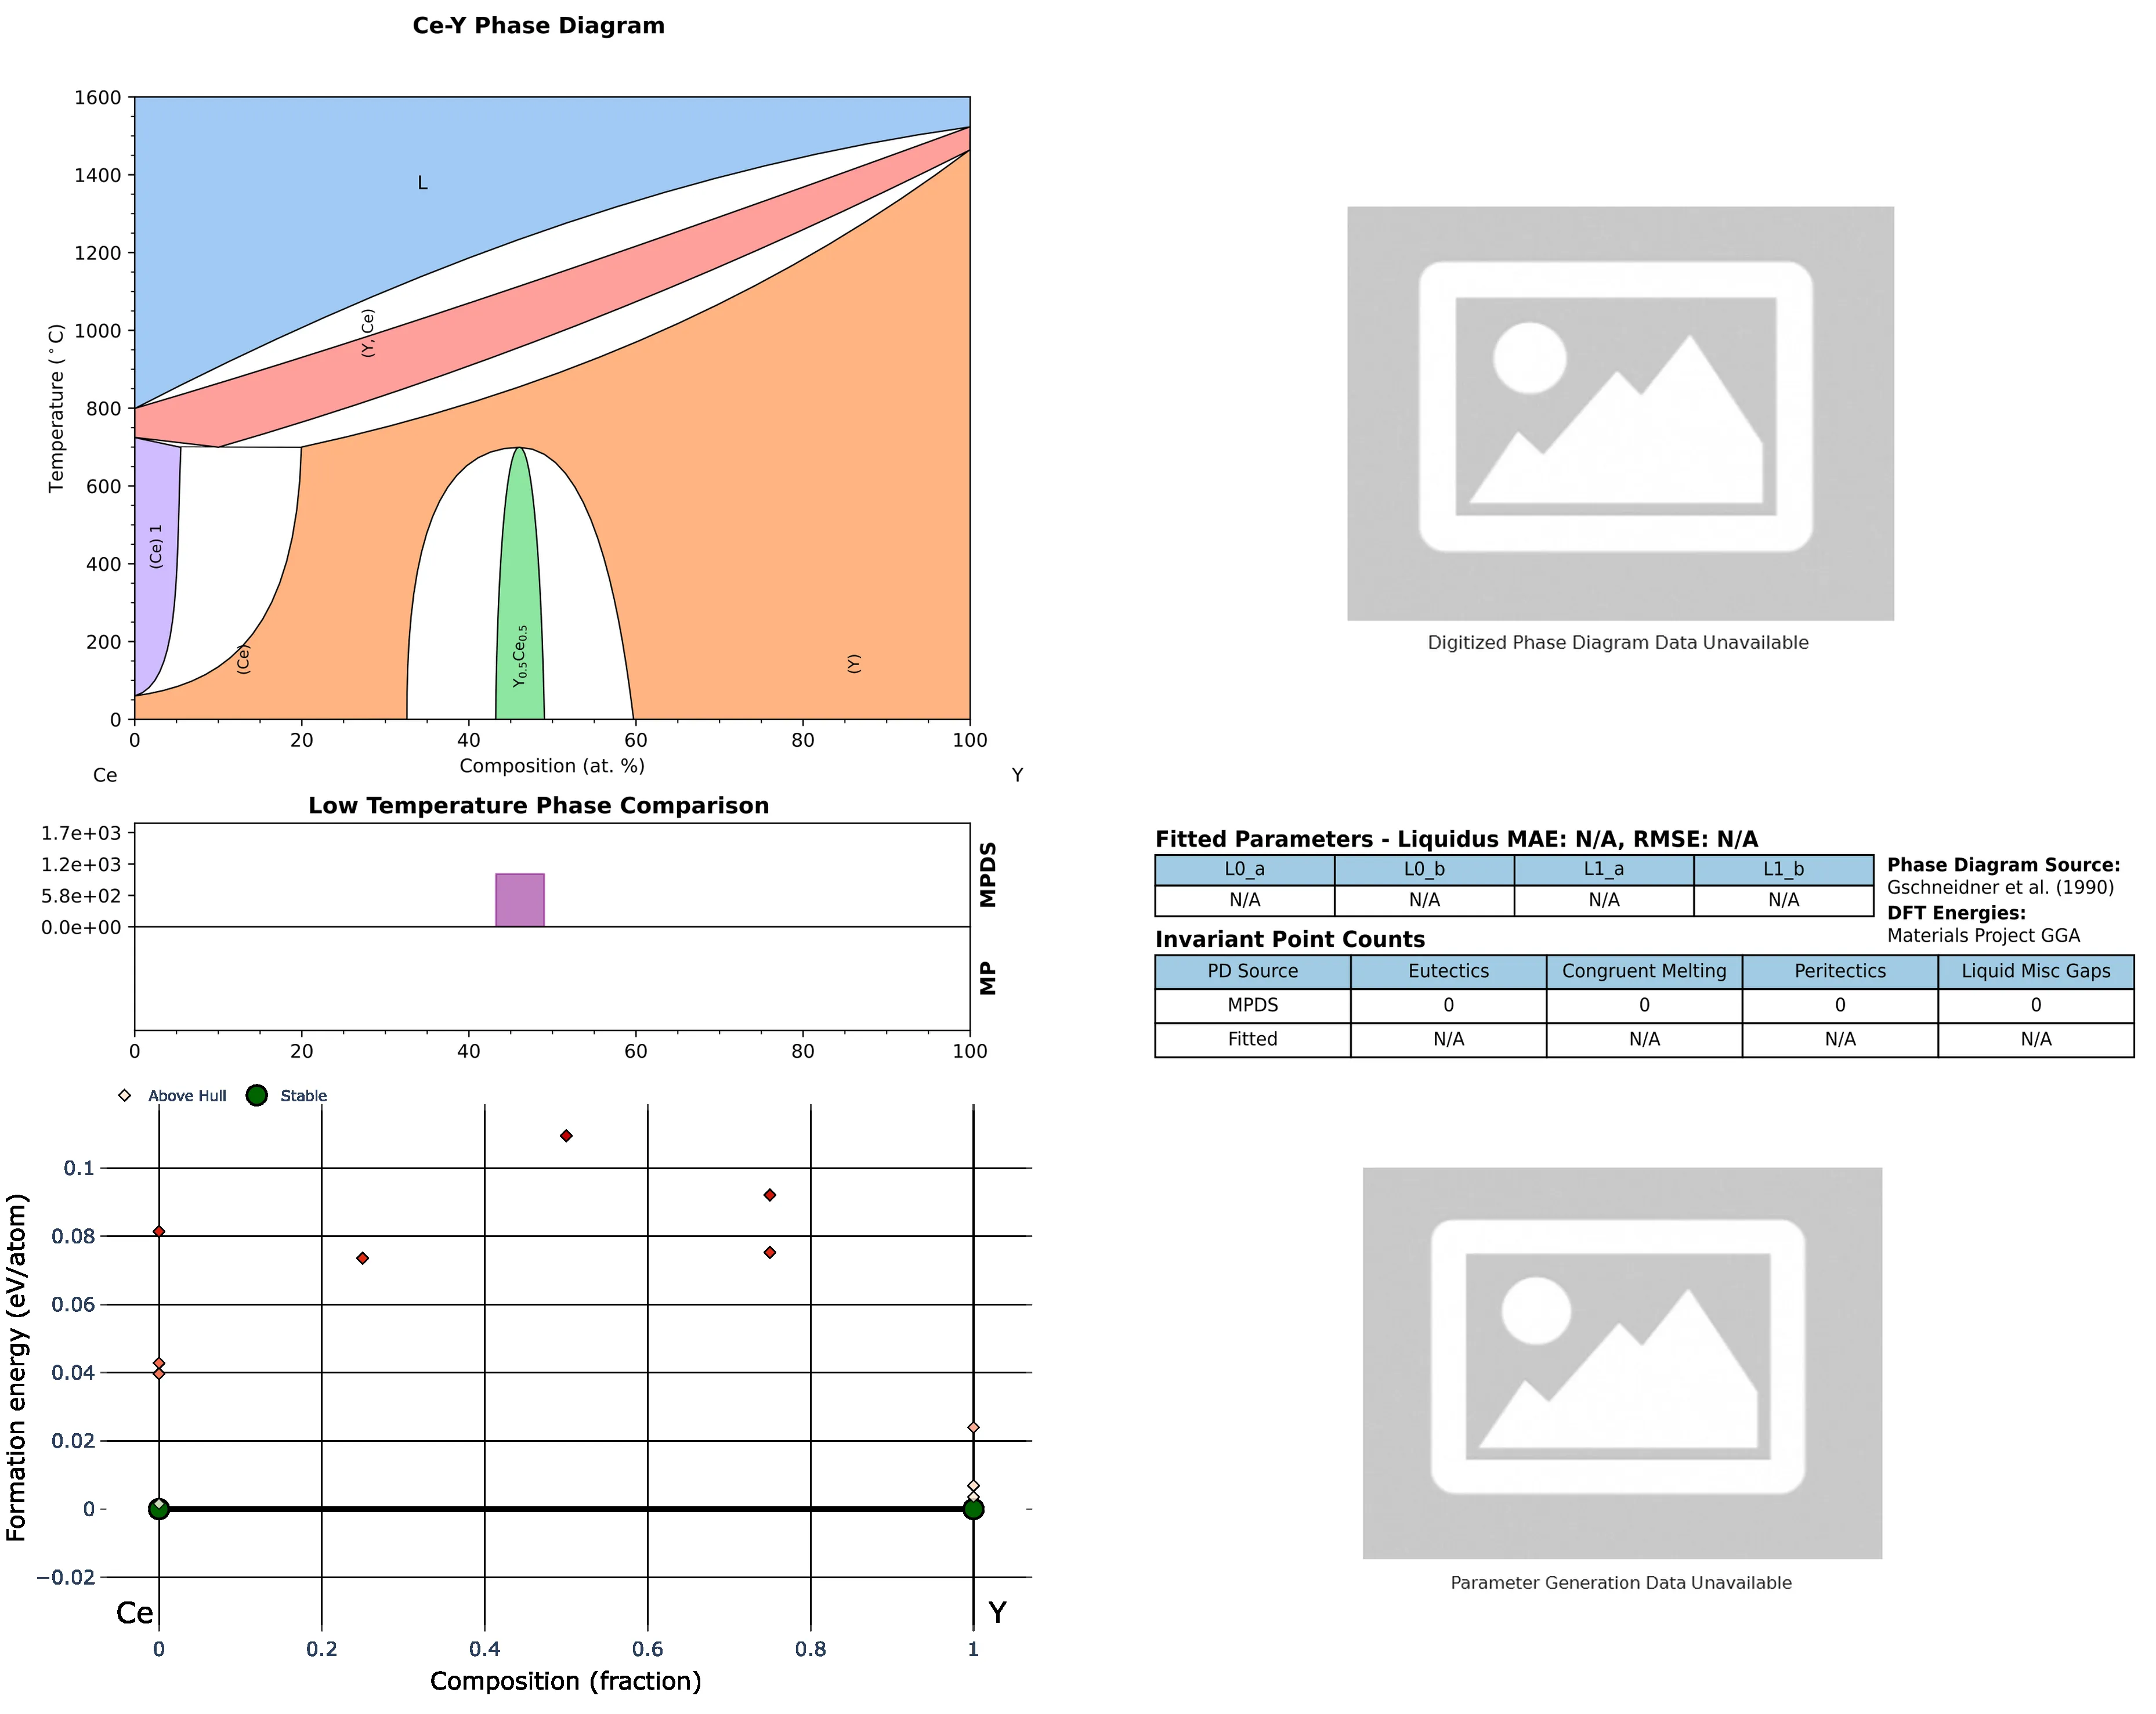 Ce-Y Phase Diagram
1600
1400
1200
1000
800
600
400
200
0
Temperature (°C)
L
(Y, Ce)
(Ce) 1
(Ce)
Y0.5Ce0.5
(Y)
0 20 40 60 80 100
Composition (at. %)
Ce Y
Digitized Phase Diagram Data Unavailable
Low Temperature Phase Comparison
1.7e+03
1.2e+03
5.8e+02
0.0e+00
MPDS
MP
0 20 40 60 80 100
Fitted Parameters - Liquidus MAE: N/A, RMSE: N/A
L0_a L0_b L1_a L1_b
N/A N/A N/A N/A
Phase Diagram Source:
Gschneidner et al. (1990)
DFT Energies:
Materials Project GGA
Invariant Point Counts
PD Source Eutectics Congruent Melting Peritectics Liquid Misc Gaps
MPDS 0 0 0 0
Fitted N/A N/A N/A N/A
Above Hull Stable
0.1
0.08
0.06
0.04
0.02
0
−0.02
Formation energy (eV/atom)
Ce Y
0 0.2 0.4 0.6 0.8 1
Composition (fraction)
Parameter Generation Data Unavailable